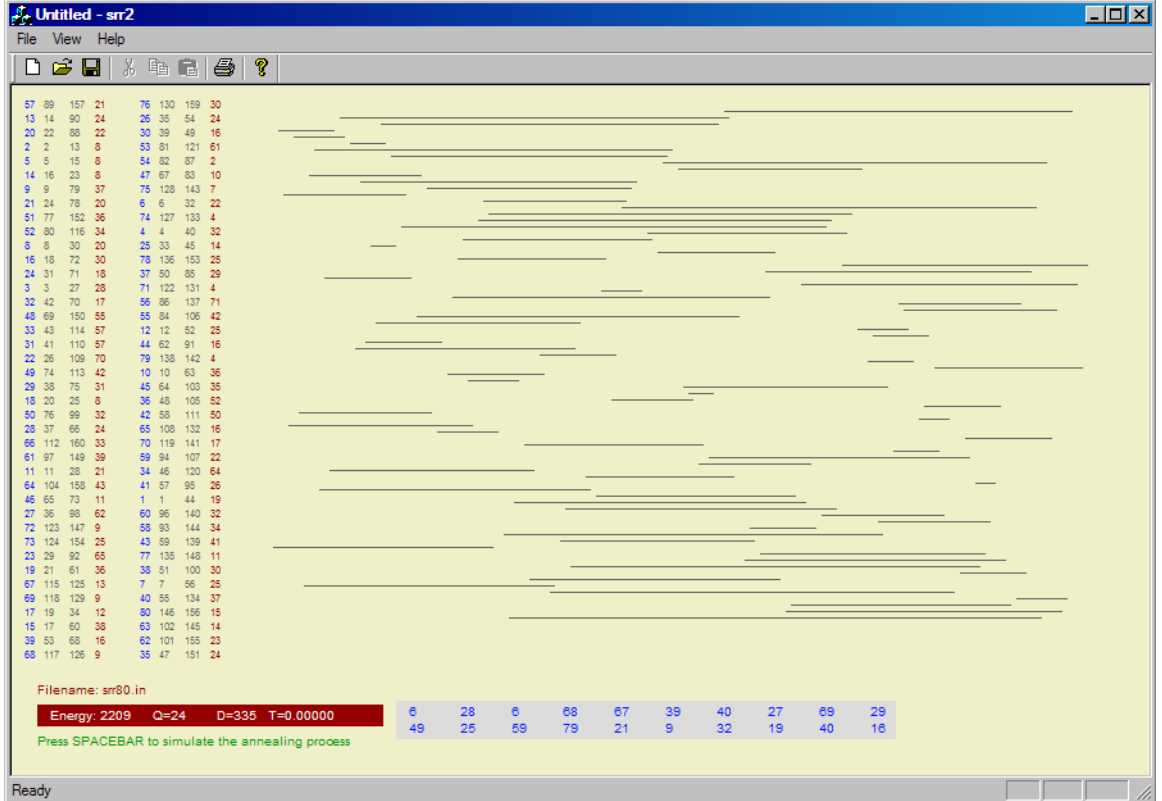 Untitled - srr2
File View Help
57 89 157 21 76 130 159 30
13 14 90 24 26 35 54 24
20 22 88 22 30 39 49 16
2 2 13 8 53 81 121 61
5 5 15 8 54 82 87 2
14 16 23 8 47 67 83 10
9 9 79 37 75 128 143 7
21 24 78 20 6 6 32 22
51 77 152 36 74 127 133 4
52 80 116 34 4 4 40 32
8 8 30 20 25 33 45 14
16 18 72 30 78 136 153 25
24 31 71 18 37 50 85 29
3 3 27 28 71 122 131 4
32 42 70 17 56 86 137 71
48 69 150 55 55 84 106 42
33 43 114 57 12 12 52 25
31 41 110 57 44 62 91 16
22 26 109 70 79 138 142 4
49 74 113 42 10 10 63 36
29 38 75 31 45 64 103 35
18 20 25 8 36 48 105 52
50 76 99 32 42 58 111 50
28 37 66 24 65 108 132 16
66 112 160 33 70 119 141 17
61 97 149 39 59 94 107 22
11 11 28 21 34 46 120 64
64 104 158 43 41 57 95 26
46 65 73 11 1 1 44 19
27 36 98 62 60 96 140 32
72 123 147 9 58 93 144 34
73 124 154 25 43 59 139 41
23 29 92 65 77 135 148 11
19 21 61 36 38 51 100 30
67 115 125 13 7 7 56 25
69 118 129 9 40 55 134 37
17 19 34 12 80 146 156 15
15 17 60 38 63 102 145 14
39 53 68 16 62 101 155 23
68 117 126 9 35 47 151 24
Filename: srr80.in
Energy: 2209 Q=24 D=335 T=0.00000
Press SPACEBAR to simulate the annealing process
6 28 6 68 67 39 40 27 69 29
49 25 59 79 21 9 32 19 40 16
Ready